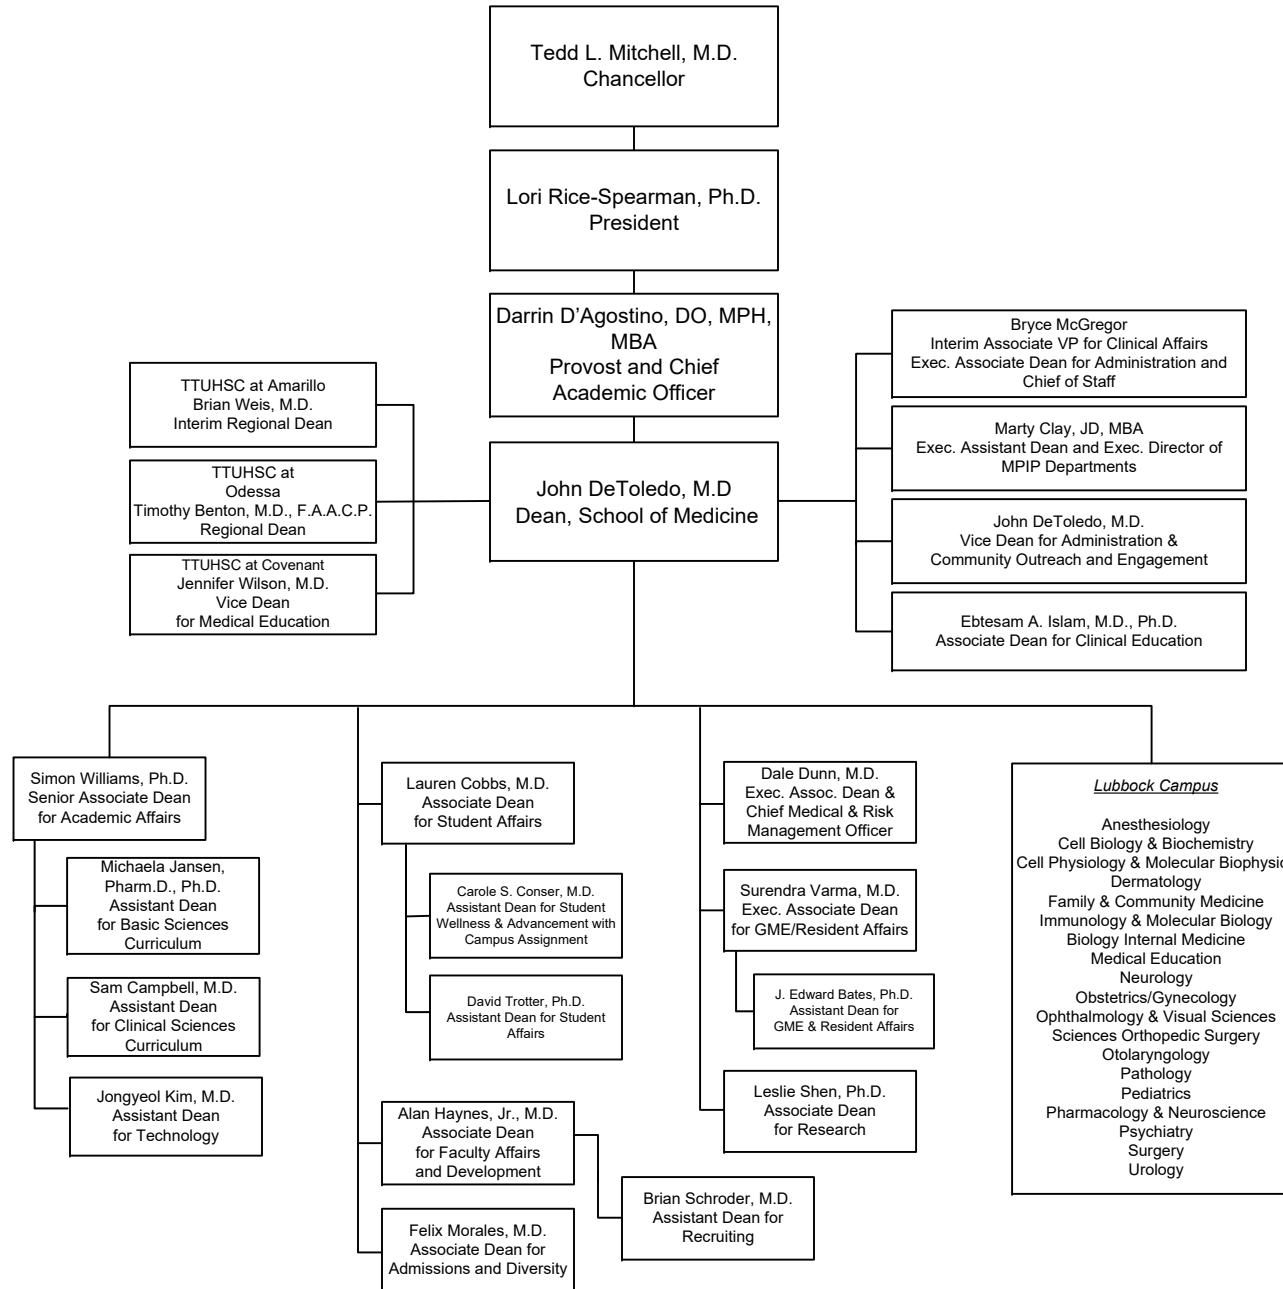 Tedd L. Mitchell, M.D.
Chancellor
Lori Rice-Spearman, Ph.D.
President
Darrin D’Agostino, DO, MPH,
MBA
Provost and Chief
Academic Officer
John DeToledo, M.D
Dean, School of Medicine
TTUHSC at Amarillo
Brian Weis, M.D.
Interim Regional Dean
TTUHSC at
Odessa
Timothy Benton, M.D., F.A.A.C.P.
Regional Dean
TTUHSC at Covenant
Jennifer Wilson, M.D.
Vice Dean
for Medical Education
Bryce McGregor
Interim Associate VP for Clinical Affairs
Exec. Associate Dean for Administration and
Chief of Staff
Marty Clay, JD, MBA
Exec. Assistant Dean and Exec. Director of
MPIP Departments
John DeToledo, M.D.
Vice Dean for Administration &
Community Outreach and Engagement
Ebtesam A. Islam, M.D., Ph.D.
Associate Dean for Clinical Education
Simon Williams, Ph.D.
Senior Associate Dean
for Academic Affairs
Michaela Jansen,
Pharm.D., Ph.D.
Assistant Dean
for Basic Sciences
Curriculum
Sam Campbell, M.D.
Assistant Dean
for Clinical Sciences
Curriculum
Jongyeol Kim, M.D.
Assistant Dean
for Technology
Lauren Cobbs, M.D.
Associate Dean
for Student Affairs
Carole S. Conser, M.D.
Assistant Dean for Student
Wellness & Advancement with
Campus Assignment
David Trotter, Ph.D.
Assistant Dean for Student
Affairs
Alan Haynes, Jr., M.D.
Associate Dean
for Faculty Affairs
and Development
Brian Schroder, M.D.
Assistant Dean for
Recruiting
Felix Morales, M.D.
Associate Dean for
Admissions and Diversity
Dale Dunn, M.D.
Exec. Assoc. Dean &
Chief Medical & Risk
Management Officer
Surendra Varma, M.D.
Exec. Associate Dean
for GME/Resident Affairs
J. Edward Bates, Ph.D.
Assistant Dean for
GME & Resident Affairs
Leslie Shen, Ph.D.
Associate Dean
for Research
Lubbock Campus
Anesthesiology
Cell Biology & Biochemistry
Cell Physiology & Molecular Biophysic
Dermatology
Family & Community Medicine
Immunology & Molecular Biology
Biology Internal Medicine
Medical Education
Neurology
Obstetrics/Gynecology
Ophthalmology & Visual Sciences
Sciences Orthopedic Surgery
Otolaryngology
Pathology
Pediatrics
Pharmacology & Neuroscience
Psychiatry
Surgery
Urology